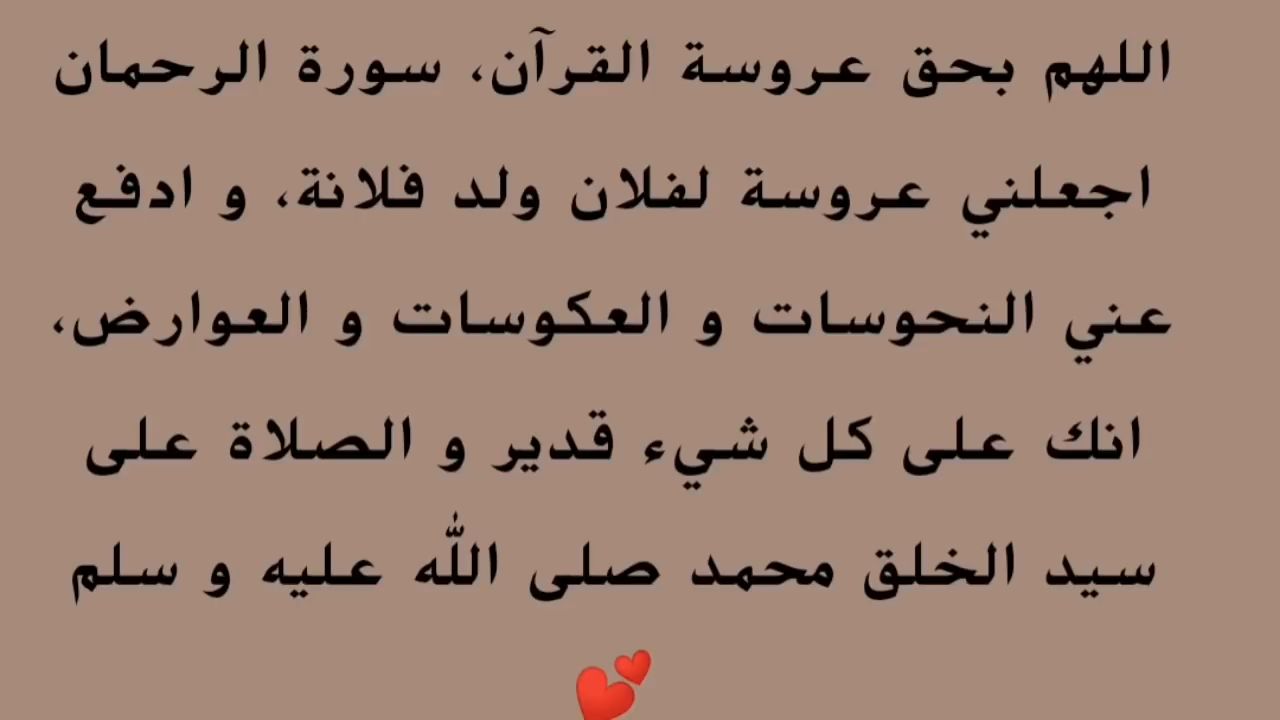 اللهم بحق عروسة القرآن، سورة الرحمان
اجعلني عروسة لفلان ولد فلانة، و ادفع
عني النحوسات و العكوسات و العوارض،
انك على كل شيء قدير و الصلاة على
سيد الخلق محمد صلى الله عليه و سلم
💕